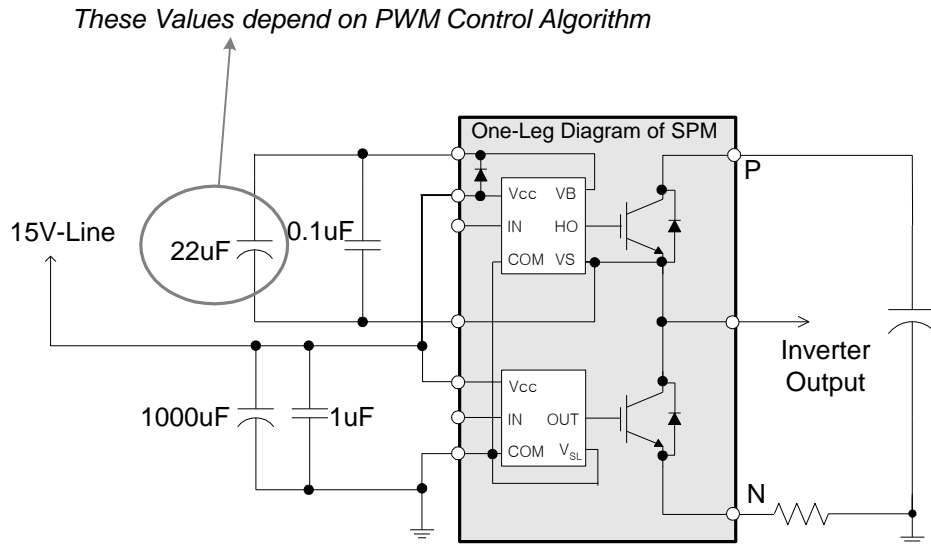 These Values depend on PWM Control Algorithm
One-Leg Diagram of SPM
P
Vcc VB
15V-Line
22uF
0.1uF
IN HO
COM VS
Inverter
Output
Vcc
1000uF
1uF
IN OUT
COM VSL
N